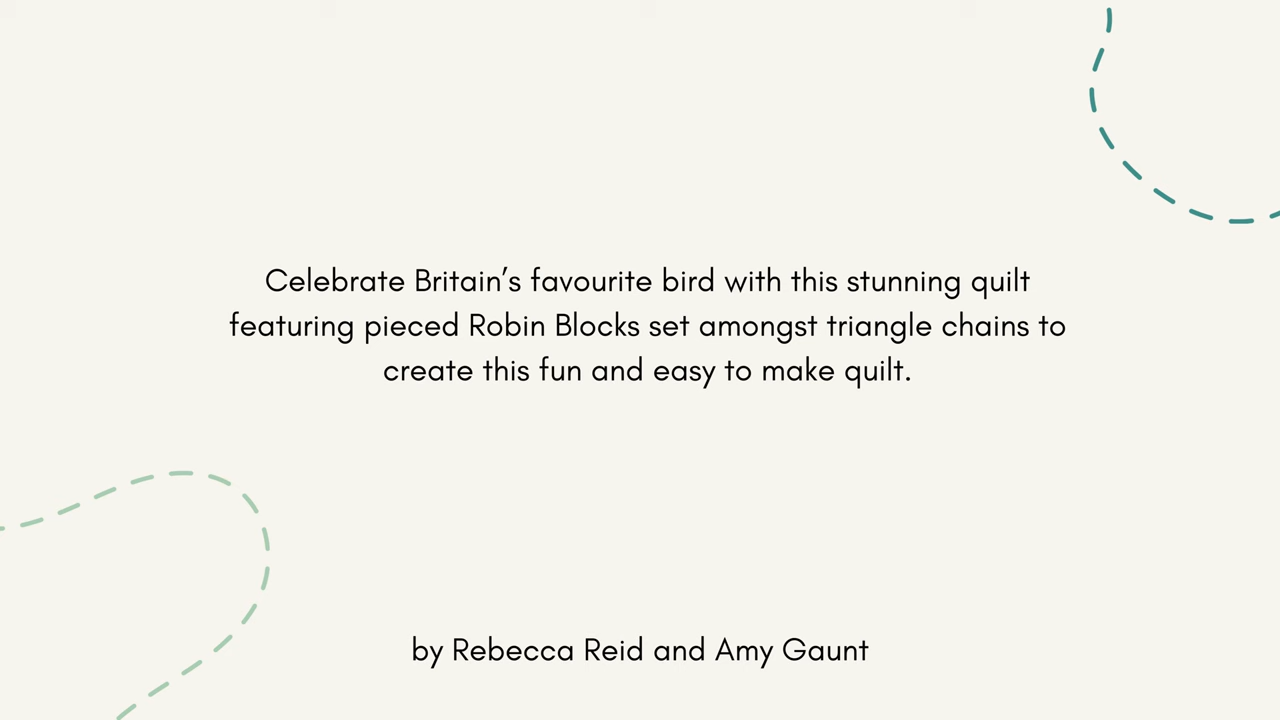 Celebrate Britain’s favourite bird with this stunning quilt
featuring pieced Robin Blocks set amongst triangle chains to
create this fun and easy to make quilt.
by Rebecca Reid and Amy Gaunt